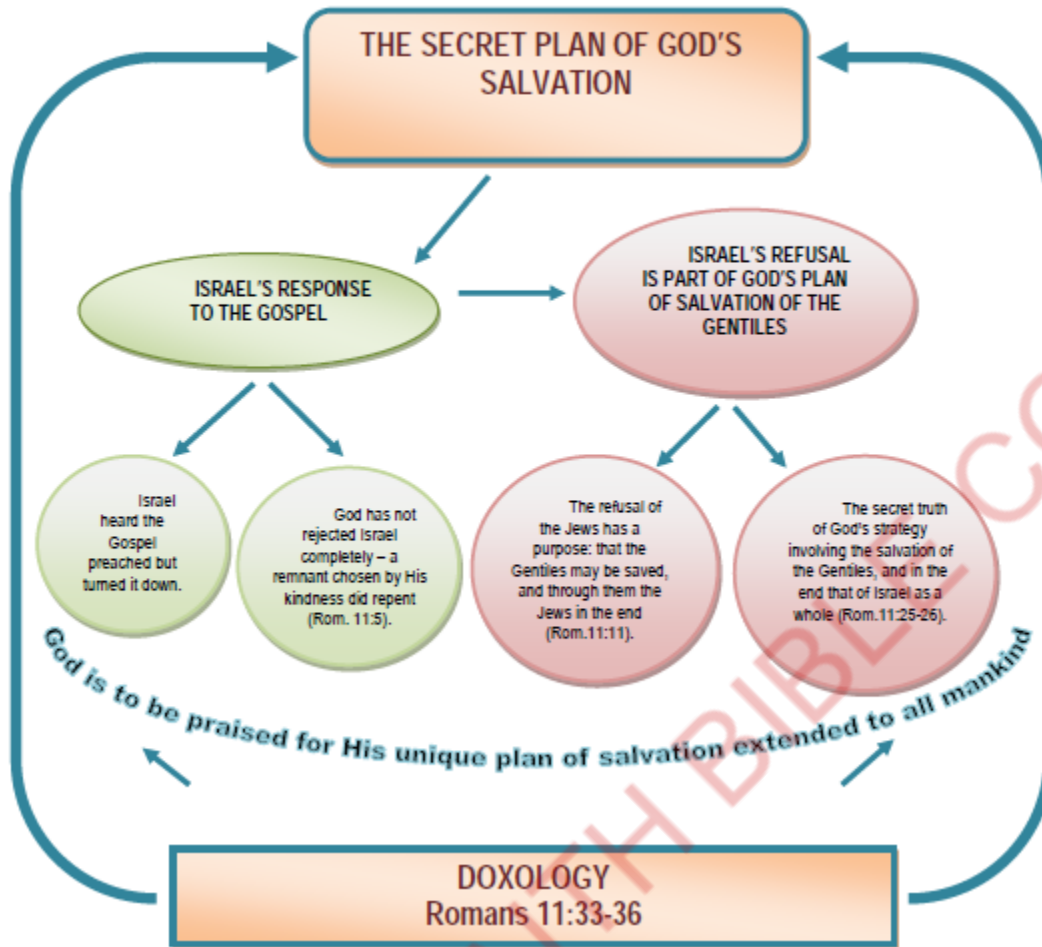 THE SECRET PLAN OF GOD'S
SALVATION
ISRAEL'S RESPONSE
TO THE GOSPEL
ISRAEL'S REFUSAL
IS PART OF GOD'S PLAN
OF SALVATION OF THE
GENTILES
Israel
heard the
Gospel
preached but
turned it down.
God has not
rejected Israel
completely – a
remnant chosen by His
kindness did repent
(Rom. 11:5).
The refusal of
the Jews has a
purpose: that the
Gentiles may be saved,
and through them the
Jews in the end
(Rom.11:11).
The secret truth
of God's strategy
involving the salvation of
the Gentiles, and in the
end that of Israel as a
whole (Rom.11:25-26).
God is to be praised for His unique plan of salvation extended to all mankind
DOXOLOGY
Romans 11:33-36
BIBLE